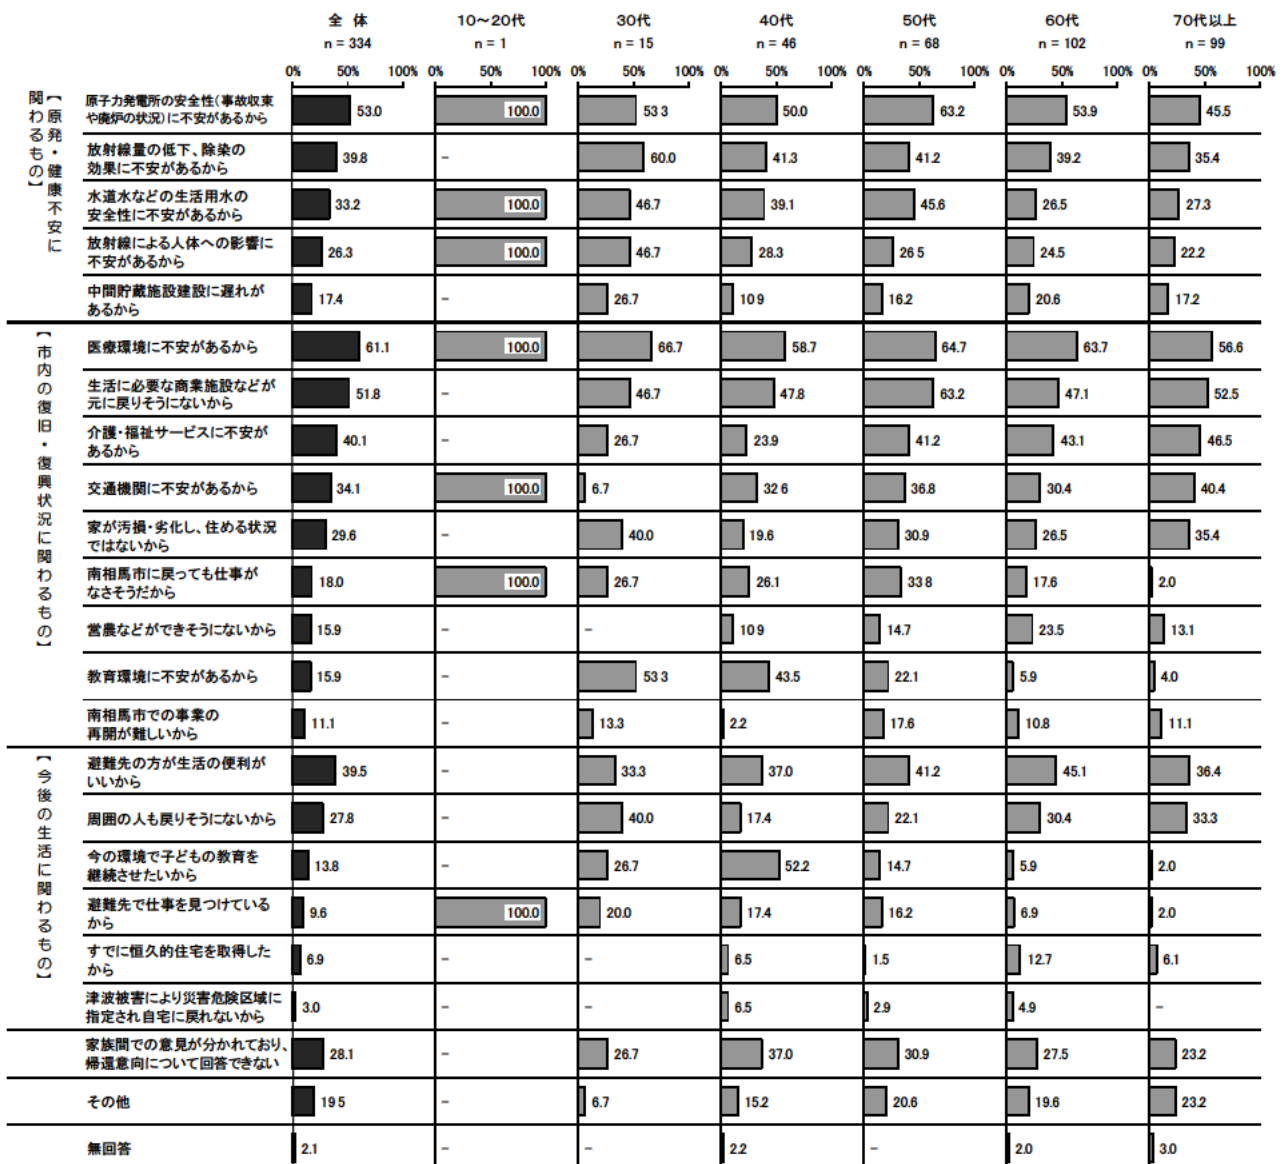 全 体 10～20代 30代 40代 50代 60代 70代以上
n = 334 n = 1 n = 15 n = 46 n = 68 n = 102 n = 99
0% 50% 100% 0% 50% 100% 0% 50% 100% 0% 50% 100% 0% 50% 100% 0% 50% 100% 0% 50% 100%
【原発・健康不安に
関わるもの】
原子力発電所の安全性（事故収束
や廃炉の状況）に不安があるから
53.0 100.0 53 3 50.0 63.2 53.9 45.5
放射線量の低下、除染の
効果に不安があるから
39.8 － 60.0 41.3 41.2 39.2 35.4
水道水などの生活用水の
安全性に不安があるから
33.2 100.0 46.7 39.1 45.6 26.5 27.3
放射線による人体への影響に
不安があるから
26.3 100.0 46.7 28.3 26 5 24.5 22.2
中間貯蔵施設建設に遅れが
あるから
17.4 － 26.7 10 9 16.2 20.6 17.2
【市内の復旧・復興状況に関わるもの】
医療環境に不安があるから
61.1 100.0 66.7 58.7 64.7 63.7 56.6
生活に必要な商業施設などが
元に戻りそうにないから
51.8 － 46.7 47.8 63.2 47.1 52.5
介護・福祉サービスに不安が
あるから
40.1 － 26.7 23.9 41.2 43.1 46.5
交通機関に不安があるから
34.1 100.0 6.7 32 6 36.8 30.4 40.4
家が汚損・劣化し、住める状況
ではないから
29.6 － 40.0 19.6 30.9 26.5 35.4
南相馬市に戻っても仕事が
なさそうだから
18.0 100.0 26.7 26.1 33 8 17.6 2.0
営農などができそうにないから
15.9 － － 10 9 14.7 23.5 13.1
教育環境に不安があるから
15.9 － 53 3 43.5 22.1 5.9 4.0
南相馬市での事業の
再開が難しいから
11.1 － 13.3 2.2 17.6 10.8 11.1
【今後の生活に関わるもの】
避難先の方が生活の便利が
いいから
39.5 － 33.3 37.0 41.2 45.1 36.4
周囲の人も戻りそうにないから
27.8 － 40.0 17.4 22.1 30.4 33.3
今の環境で子どもの教育を
継続させたいから
13.8 － 26.7 52.2 14.7 5.9 2.0
避難先で仕事を見つけている
から
9.6 100.0 20.0 17.4 16.2 6.9 2.0
すでに恒久的住宅を取得した
から
6.9 － － 6.5 1.5 12.7 6.1
津波被害により災害危険区域に
指定され自宅に戻れないから
3.0 － － 6.5 2.9 4.9 －
家族間での意見が分かれており、
帰還意向について回答できない
28.1 － 26.7 37.0 30.9 27.5 23.2
その他
19 5 － 6.7 15.2 20.6 19.6 23.2
無回答
2.1 － － 2.2 － 2.0 3.0